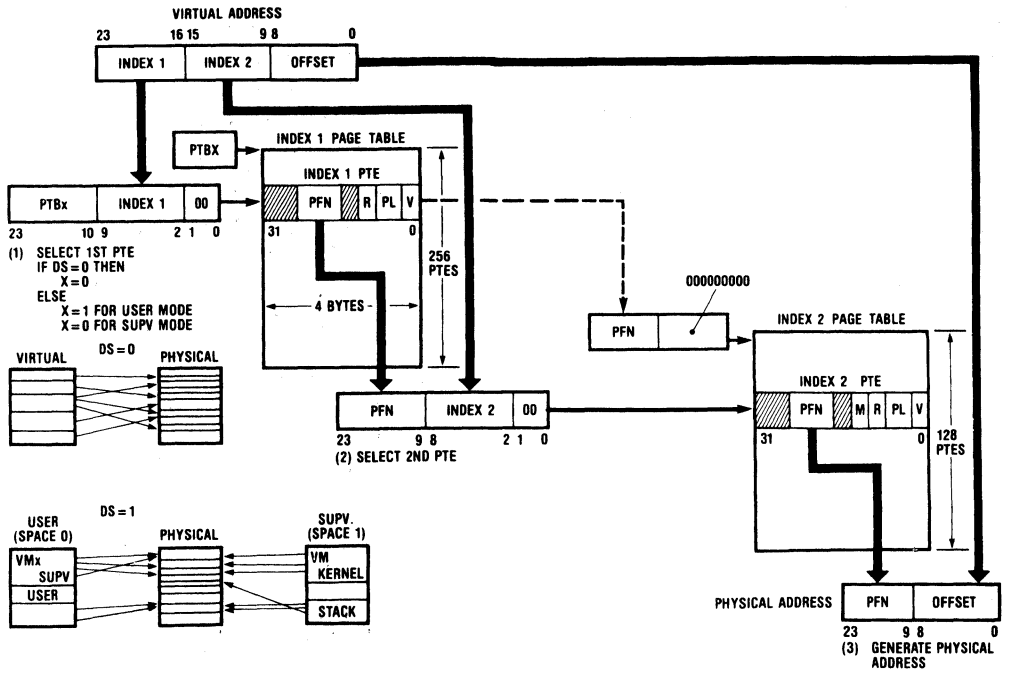 VIRTUAL ADDRESS
23 16 15 9 8 0
INDEX 1 INDEX 2 OFFSET
INDEX 1 PAGE TABLE
PTBX
INDEX 1 PTE
PFN R PL V
31 0
PTBx INDEX 1 00
23 10 9 2 1 0
(1) SELECT 1ST PTE
IF DS=0 THEN
X=0
ELSE
X=1 FOR USER MODE
X=0 FOR SUPV MODE
256
PTES
4 BYTES
000000000
PFN
INDEX 2 PAGE TABLE
INDEX 2 PTE
PFN M R PL V
31 0
128
PTES
DS=0
VIRTUAL PHYSICAL
PFN INDEX 2 00
23 9 8 2 1 0
(2) SELECT 2ND PTE
DS=1
USER
(SPACE 0)
PHYSICAL
SUPV.
(SPACE 1)
VMx
SUPV
USER
VM
KERNEL
STACK
PHYSICAL ADDRESS
PFN OFFSET
23 9 8 0
(3) GENERATE PHYSICAL
ADDRESS